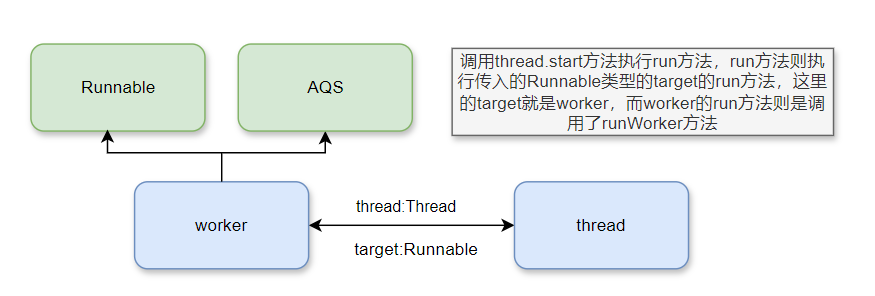 Runnable
AQS
调用thread.start方法执行run方法，run方法则执
行传入的Runnable类型的target的run方法，这里
的target就是worker，而worker的run方法则是调
用了runWorker方法
worker
thread:Thread
target:Runnable
thread